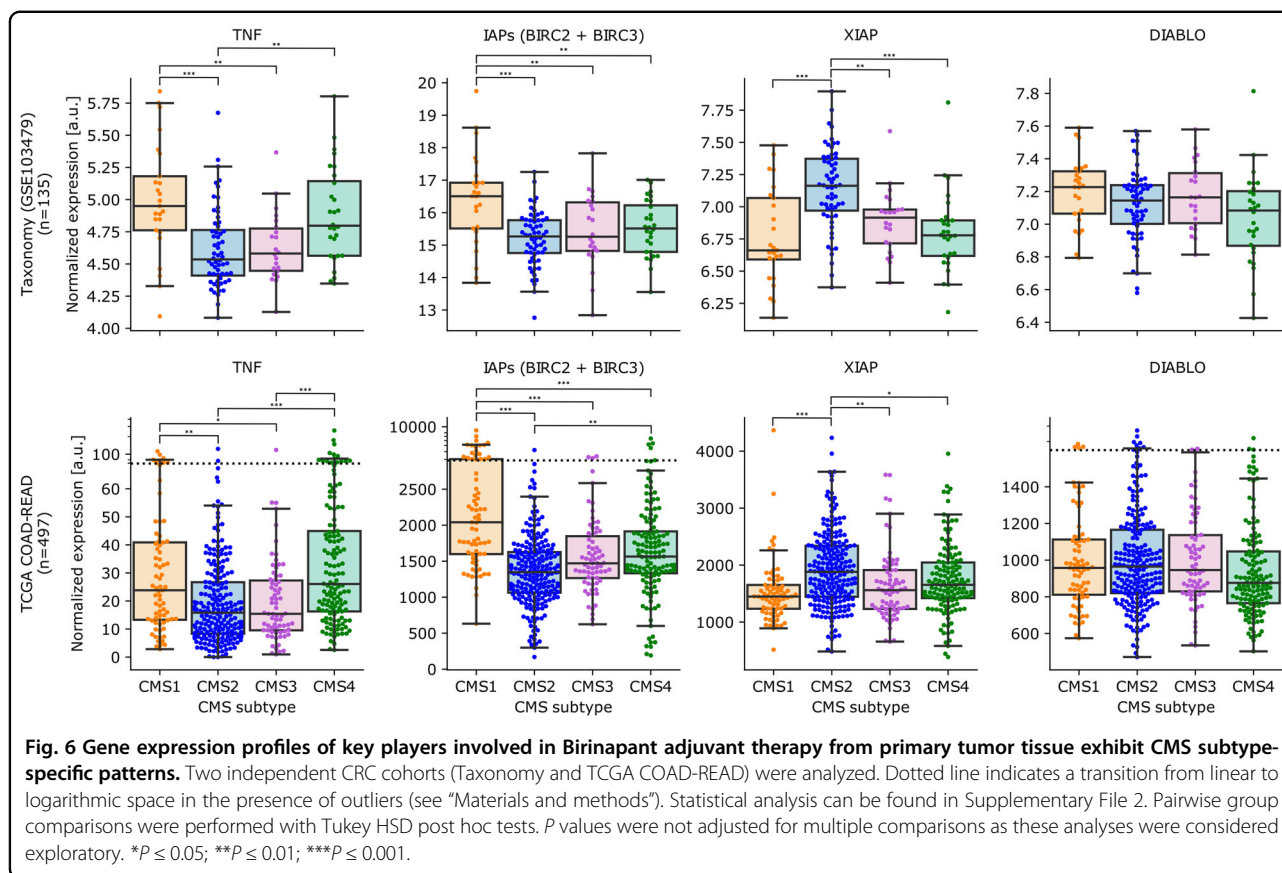 TNF
IAPs (BIRC2 + BIRC3)
XIAP
DIABLO
Taxonomy (GSE103479)
(n=135)
Normalized expression [a.u.]
5.75
5.50
5.25
5.00
4.75
4.50
4.25
4.00
**
**
***
20
19
18
17
16
15
14
13
**
**
***
7.75
7.50
7.25
7.00
6.75
6.50
6.25
***
***
**
7.8
7.6
7.4
7.2
7.0
6.8
6.6
6.4
TNF
IAPs (BIRC2 + BIRC3)
XIAP
DIABLO
TCGA COAD-READ
(n=497)
Normalized expression [a.u.]
100
60
50
40
30
20
10
0
***
***
*
**
10000
2500
2000
1500
1000
500
0
***
***
***
**
4000
3000
2000
1000
***
*
**
1400
1200
1000
800
600
CMS1 CMS2 CMS3 CMS4
CMS subtype
CMS1 CMS2 CMS3 CMS4
CMS subtype
CMS1 CMS2 CMS3 CMS4
CMS subtype
CMS1 CMS2 CMS3 CMS4
CMS subtype
Fig. 6 Gene expression profiles of key players involved in Birinapant adjuvant therapy from primary tumor tissue exhibit CMS subtype-
specific patterns. Two independent CRC cohorts (Taxonomy and TCGA COAD-READ) were analyzed. Dotted line indicates a transition from linear to
logarithmic space in the presence of outliers (see “Materials and methods”). Statistical analysis can be found in Supplementary File 2. Pairwise group
comparisons were performed with Tukey HSD post hoc tests. P values were not adjusted for multiple comparisons as these analyses were considered
exploratory. *P ≤ 0.05; **P ≤ 0.01; ***P ≤ 0.001.